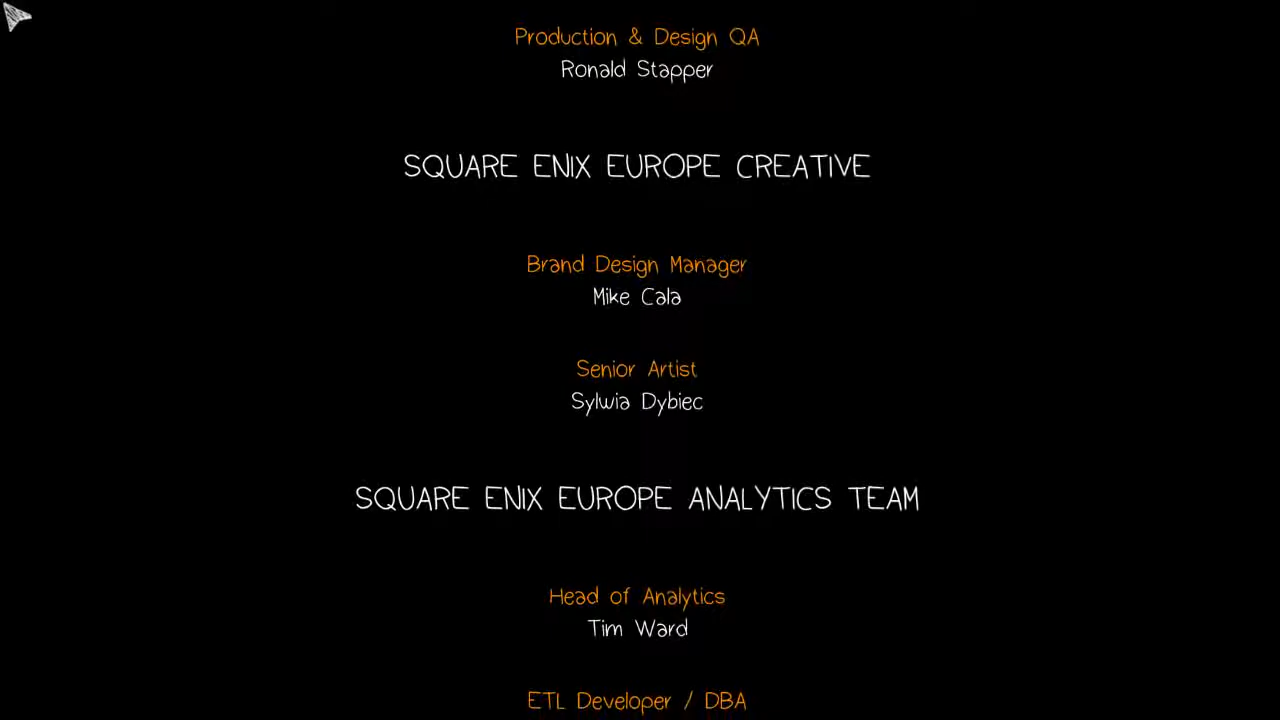 Production & Design QA
Ronald Stapper
SQUARE ENIX EUROPE CREATIVE
Brand Design Manager
Mike Cala
Senior Artist
Sylwia Dybiec
SQUARE ENIX EUROPE ANALYTICS TEAM
Head of Analytics
Tim Ward
ETL Developer / DBA